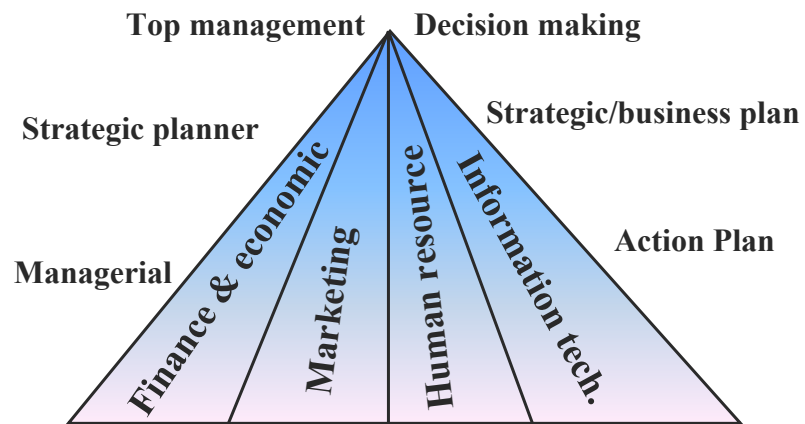 Top management
Decision making
Strategic planner
Strategic/business plan
Managerial
Action Plan
Finance & economic
Marketing
Human resource
Information tech.